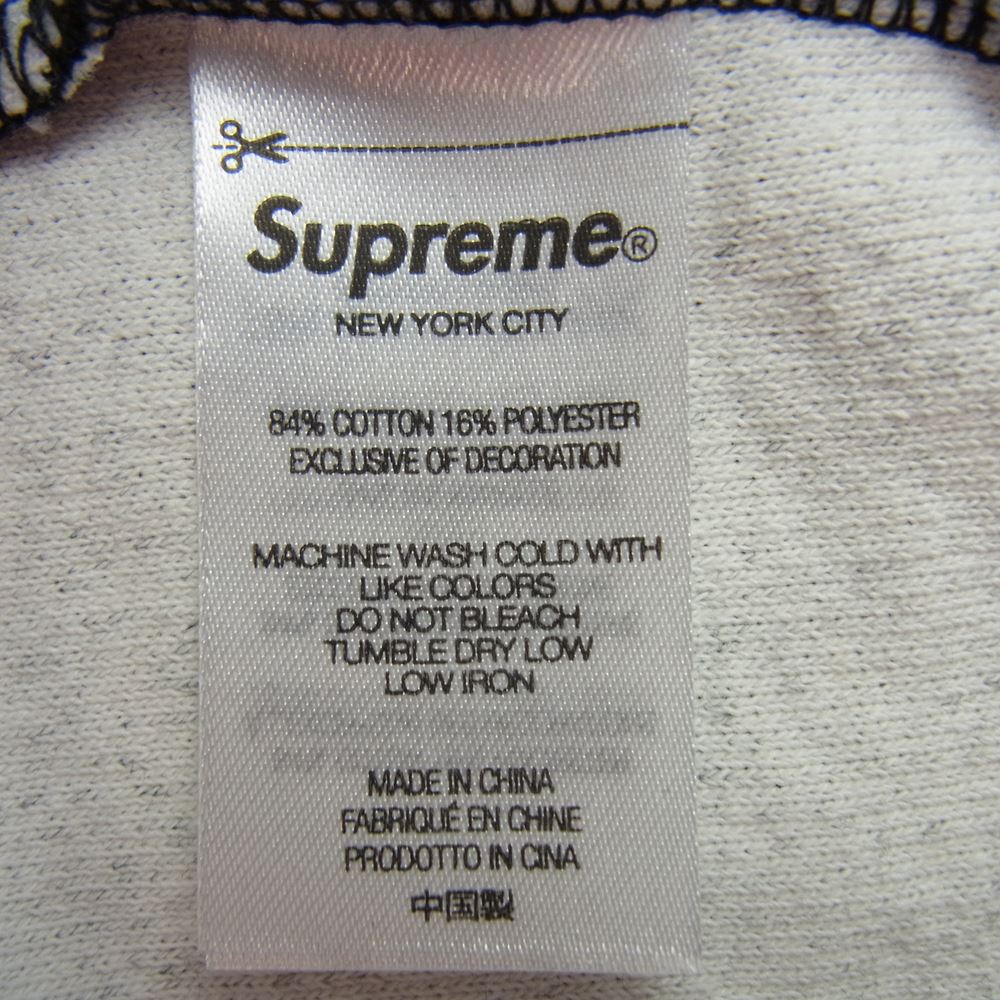 Supreme®
NEW YORK CITY
84% COTTON 16% POLYESTER
EXCLUSIVE OF DECORATION
MACHINE WASH COLD WITH
LIKE COLORS
DO NOT BLEACH
TUMBLE DRY LOW
LOW IRON
MADE IN CHINA
FABRIQUÉ EN CHINE
PRODOTTO IN CINA
中国製